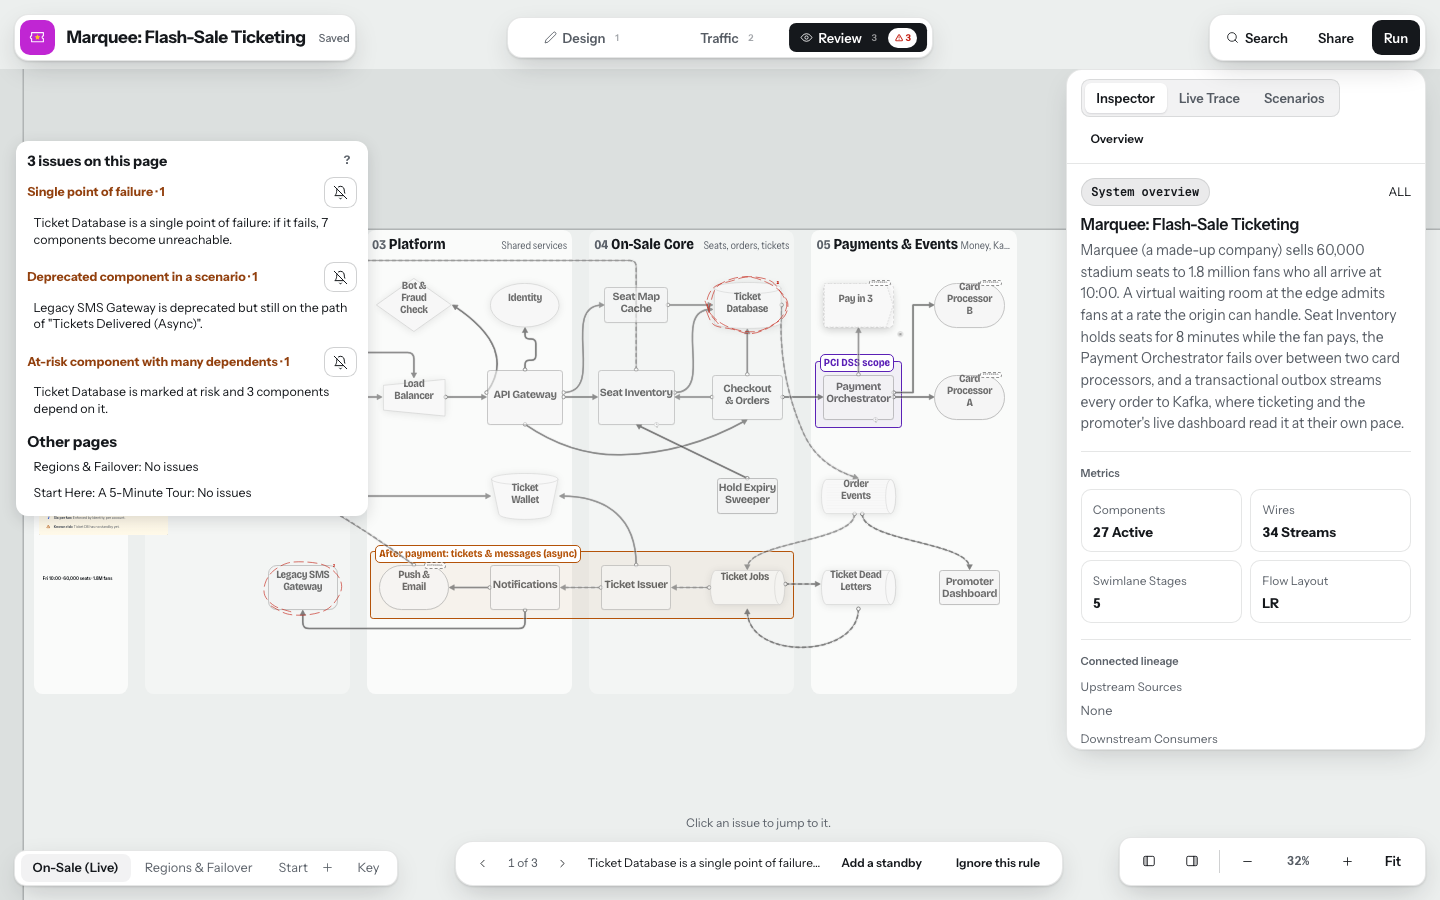 Marquee: Flash-Sale Ticketing
Saved
Design 1
Traffic 2
Review 3
3
Search
Share
Run
3 issues on this page
?
Single point of failure · 1
Ticket Database is a single point of failure: if it fails, 7
components become unreachable.
Deprecated component in a scenario · 1
Legacy SMS Gateway is deprecated but still on the path
of "Tickets Delivered (Async)".
At-risk component with many dependents · 1
Ticket Database is marked at risk and 3 components
depend on it.
Other pages
Regions & Failover: No issues
Start Here: A 5-Minute Tour: No issues
Fri 10:00 · 60,000 seats · 1.8M fans
03 Platform
Shared services
04 On-Sale Core
Seats, orders, tickets
05 Payments & Events
Money, Ka...
Bot &
Fraud
Check
Identity
Seat Map
Cache
Ticket
Database
Pay in 3
Card
Processor
B
PCI DSS scope
Load
Balancer
API Gateway
Seat Inventory
Checkout
& Orders
Payment
Orchestrator
Card
Processor
A
Ticket
Wallet
Hold Expiry
Sweeper
Order
Events
After payment: tickets & messages (async)
Legacy SMS
Gateway
Push &
Email
Notifications
Ticket Issuer
Ticket Jobs
Ticket Dead
Letters
Promoter
Dashboard
Inspector
Live Trace
Scenarios
Overview
System overview
ALL
Marquee: Flash-Sale Ticketing
Marquee (a made-up company) sells 60,000
stadium seats to 1.8 million fans who all arrive at
10:00. A virtual waiting room at the edge admits
fans at a rate the origin can handle. Seat Inventory
holds seats for 8 minutes while the fan pays, the
Payment Orchestrator fails over between two card
processors, and a transactional outbox streams
every order to Kafka, where ticketing and the
promoter's live dashboard read it at their own pace.
Metrics
Components
27 Active
Wires
34 Streams
Swimlane Stages
5
Flow Layout
LR
Connected lineage
Upstream Sources
None
Downstream Consumers
Click an issue to jump to it.
On-Sale (Live)
Regions & Failover
Start
+
Key
1 of 3
Ticket Database is a single point of failure...
Add a standby
Ignore this rule
32%
Fit